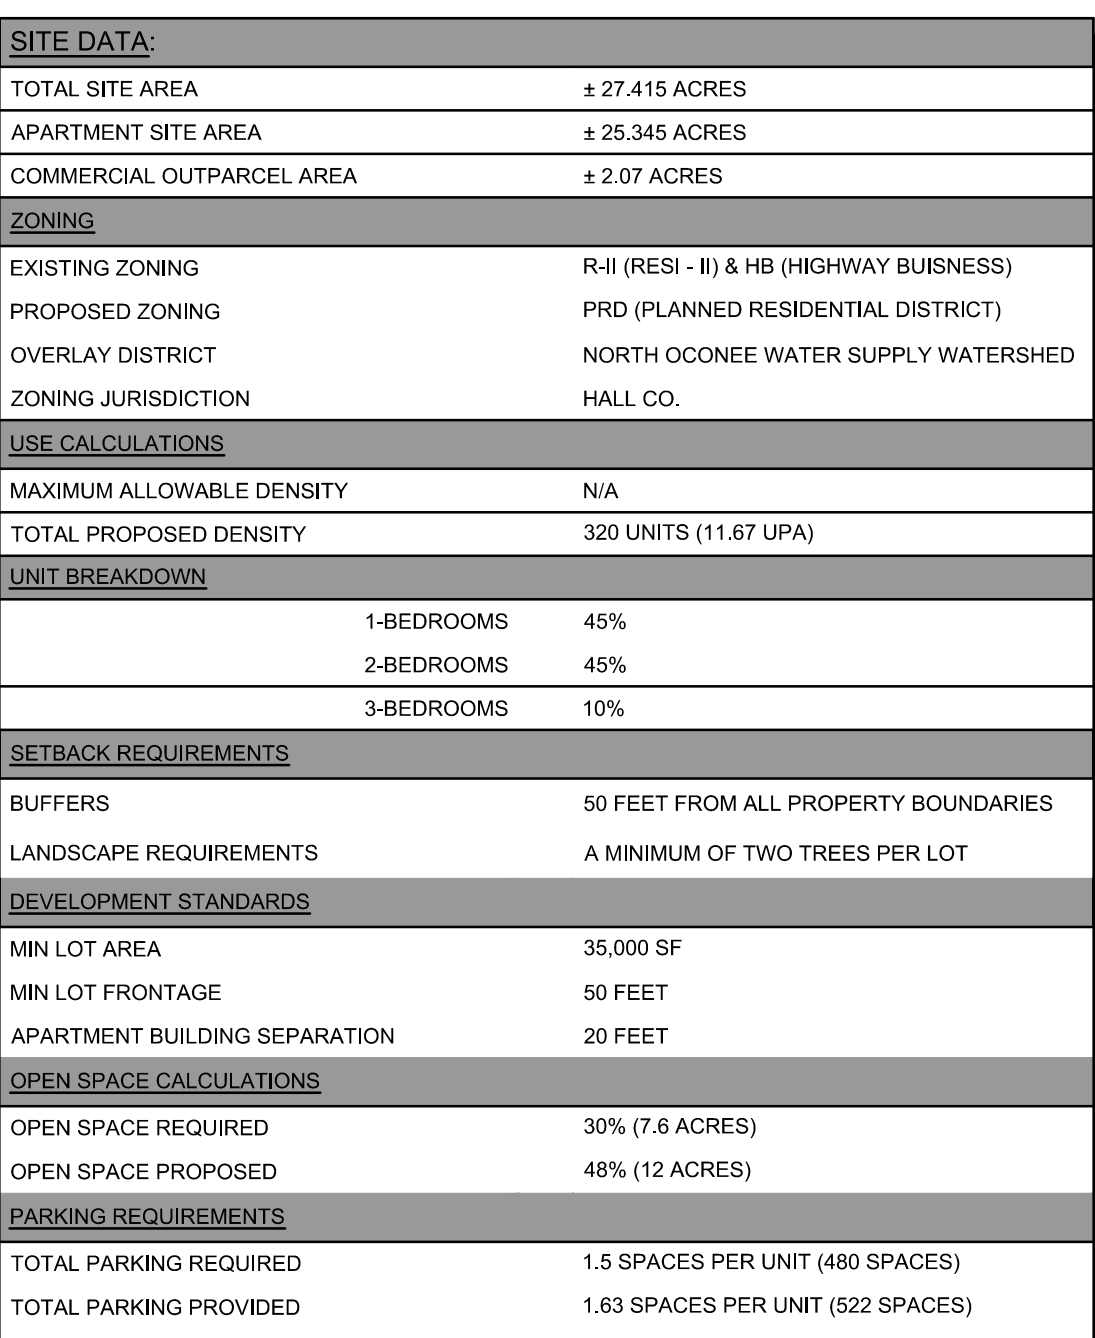 SITE DATA:
TOTAL SITE AREA ± 27.415 ACRES
APARTMENT SITE AREA ± 25.345 ACRES
COMMERCIAL OUTPARCEL AREA ± 2.07 ACRES
ZONING
EXISTING ZONING R-II (RESI - II) & HB (HIGHWAY BUISNESS)
PROPOSED ZONING PRD (PLANNED RESIDENTIAL DISTRICT)
OVERLAY DISTRICT NORTH OCONEE WATER SUPPLY WATERSHED
ZONING JURISDICTION HALL CO.
USE CALCULATIONS
MAXIMUM ALLOWABLE DENSITY N/A
TOTAL PROPOSED DENSITY 320 UNITS (11.67 UPA)
UNIT BREAKDOWN
1-BEDROOMS 45%
2-BEDROOMS 45%
3-BEDROOMS 10%
SETBACK REQUIREMENTS
BUFFERS 50 FEET FROM ALL PROPERTY BOUNDARIES
LANDSCAPE REQUIREMENTS A MINIMUM OF TWO TREES PER LOT
DEVELOPMENT STANDARDS
MIN LOT AREA 35,000 SF
MIN LOT FRONTAGE 50 FEET
APARTMENT BUILDING SEPARATION 20 FEET
OPEN SPACE CALCULATIONS
OPEN SPACE REQUIRED 30% (7.6 ACRES)
OPEN SPACE PROPOSED 48% (12 ACRES)
PARKING REQUIREMENTS
TOTAL PARKING REQUIRED 1.5 SPACES PER UNIT (480 SPACES)
TOTAL PARKING PROVIDED 1.63 SPACES PER UNIT (522 SPACES)